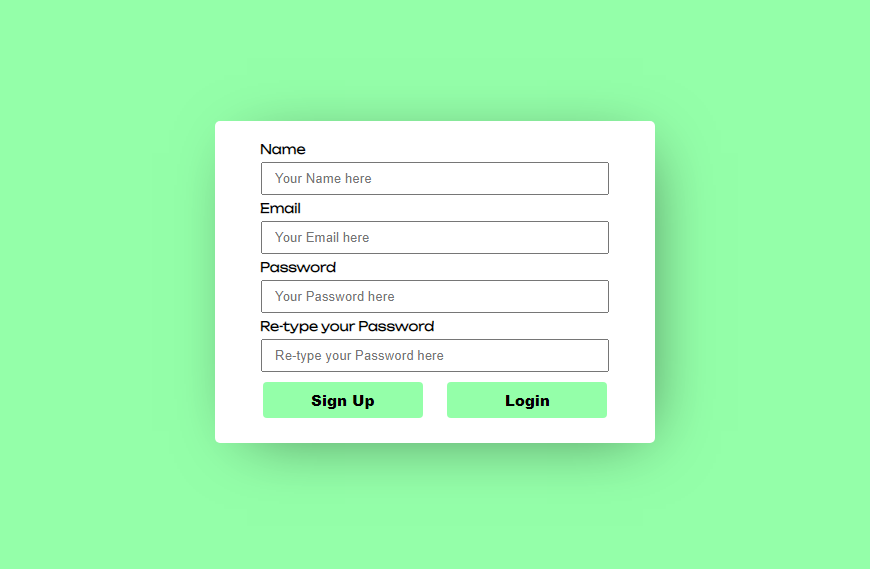 Name
Your Name here
Email
Your Email here
Password
Your Password here
Re-type your Password
Re-type your Password here
Sign Up Login